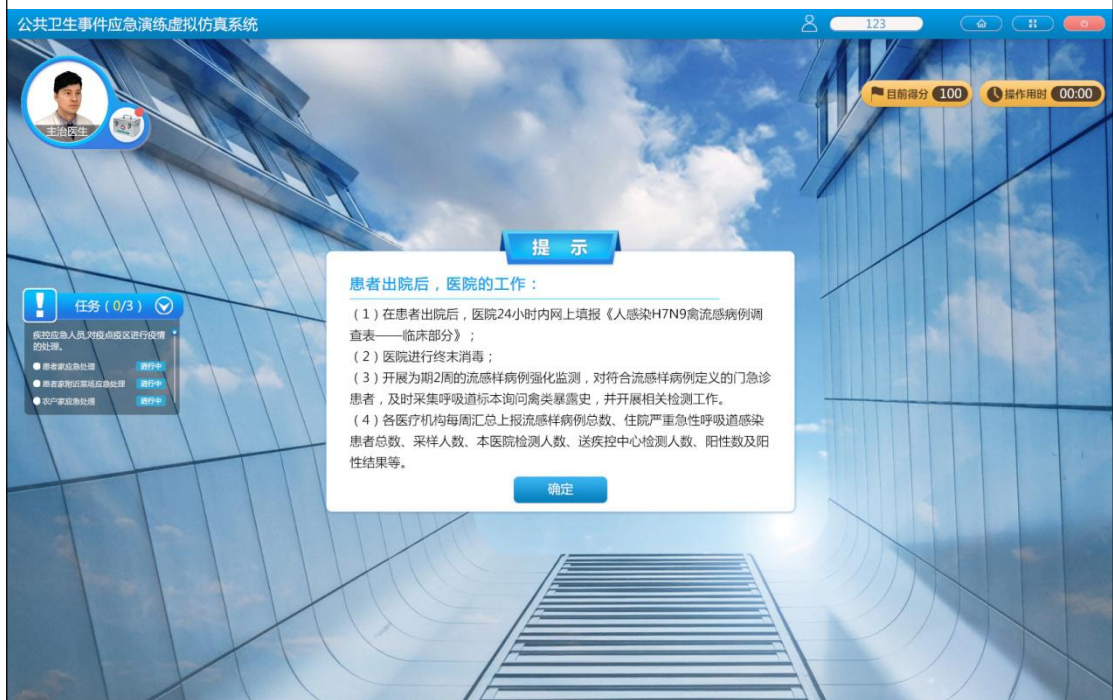 公共卫生事件应急演练虚拟仿真系统
123
主治医生
目前得分 100
操作用时 00:00
提 示
患者出院后，医院的工作：
（1）在患者出院后，医院24小时内网上填报《人感染H7N9禽流感病例调
查表——临床部分》；
（2）医院进行终末消毒；
（3）开展为期2周的流感样病例强化监测，对符合流感样病例定义的门急诊
患者，及时采集呼吸道标本询问禽类暴露史，并开展相关检测工作。
（4）各医疗机构每周汇总上报流感样病例总数、住院严重急性呼吸道感染
患者总数、采样人数、本医院检测人数、送疾控中心检测人数、阳性数及阳
性结果等。
确定
任务（0/3）
疾控应急人员对疫点疫区进行疫情
的处理。
患者家应急处理 进行中
患者家附近菜场应急处理 进行中
农户家应急处理 进行中